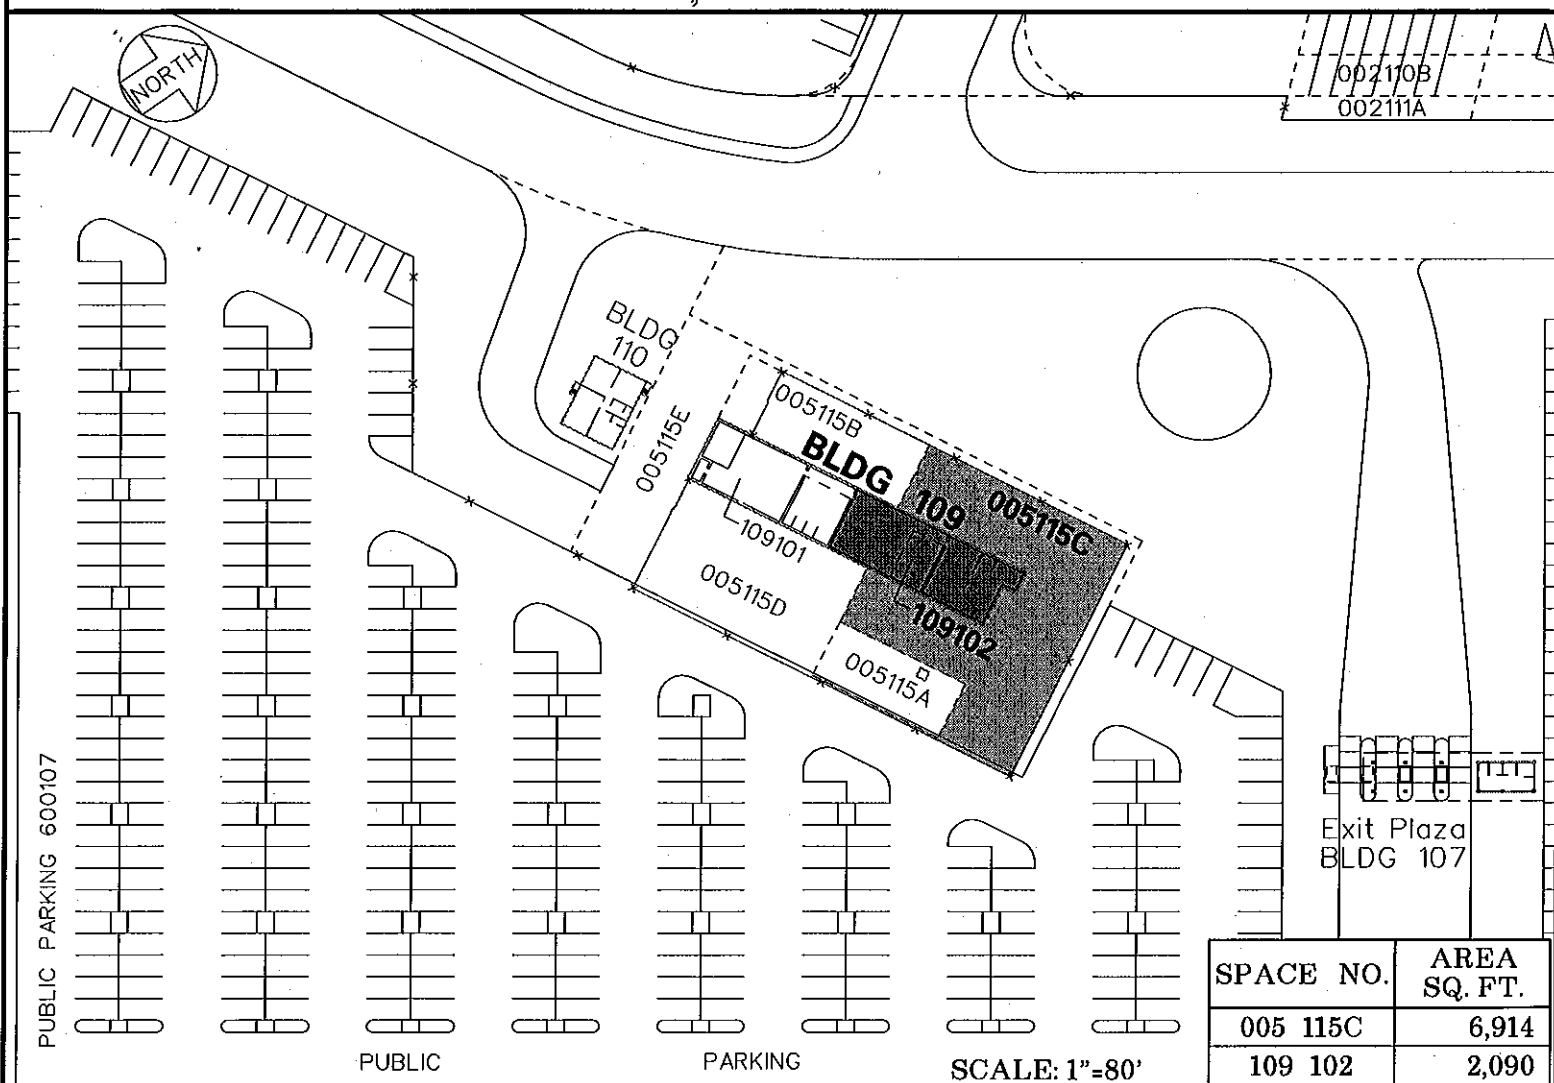 NORTH
002110B
002111A
BLDG
110
005115E
005115B
BLDG 109
005115C
109101
005115D
109102
005115A
PUBLIC PARKING 600107
Exit Plaza
BLDG 107
PUBLIC PARKING
SCALE: 1"=80'
SPACE NO. AREA SQ. FT.
005 115C 6,914
109 102 2,090